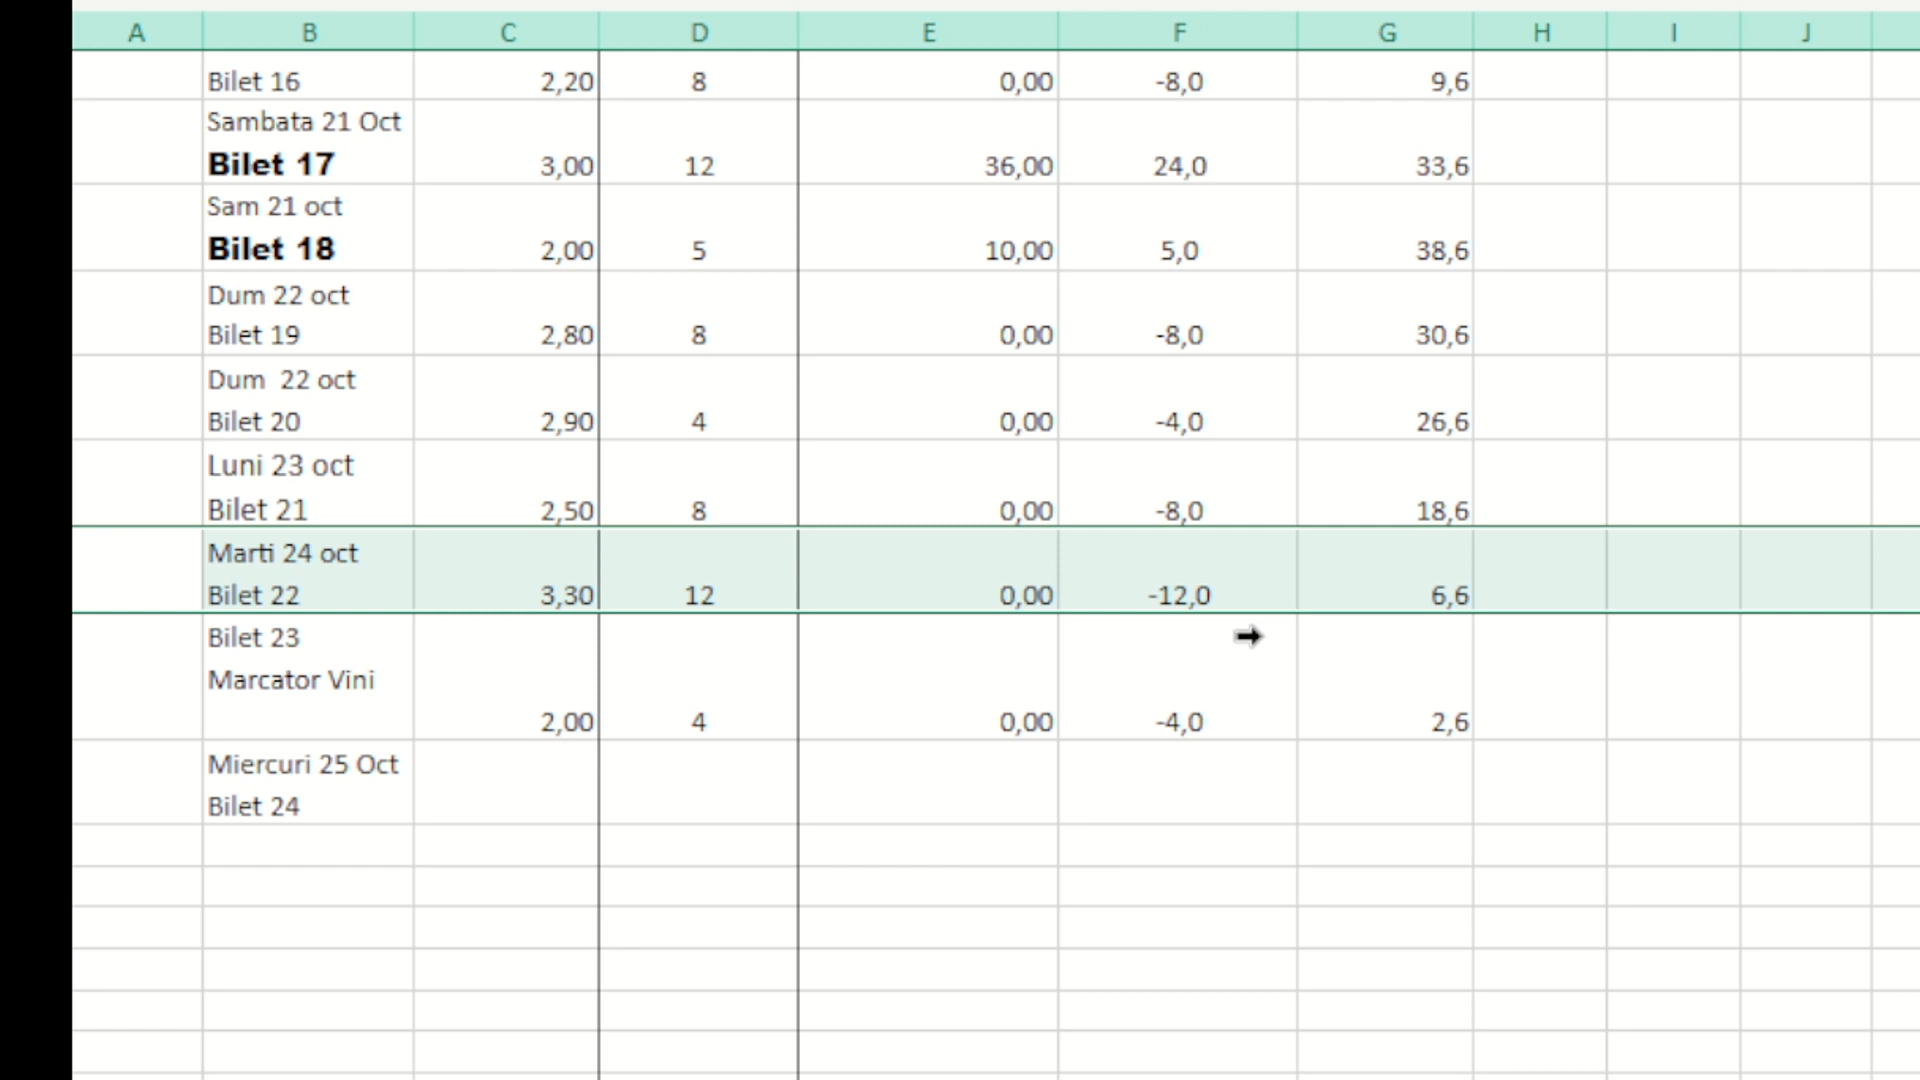 A B C D E F G H I J
Bilet 16 2,20 8 0,00 -8,0 9,6
Sambata 21 Oct
Bilet 17 3,00 12 36,00 24,0 33,6
Sam 21 oct
Bilet 18 2,00 5 10,00 5,0 38,6
Dum 22 oct
Bilet 19 2,80 8 0,00 -8,0 30,6
Dum  22 oct
Bilet 20 2,90 4 0,00 -4,0 26,6
Luni 23 oct
Bilet 21 2,50 8 0,00 -8,0 18,6
Marti 24 oct
Bilet 22 3,30 12 0,00 -12,0 6,6
Bilet 23
Marcator Vini
2,00 4 0,00 -4,0 2,6
Miercuri 25 Oct
Bilet 24